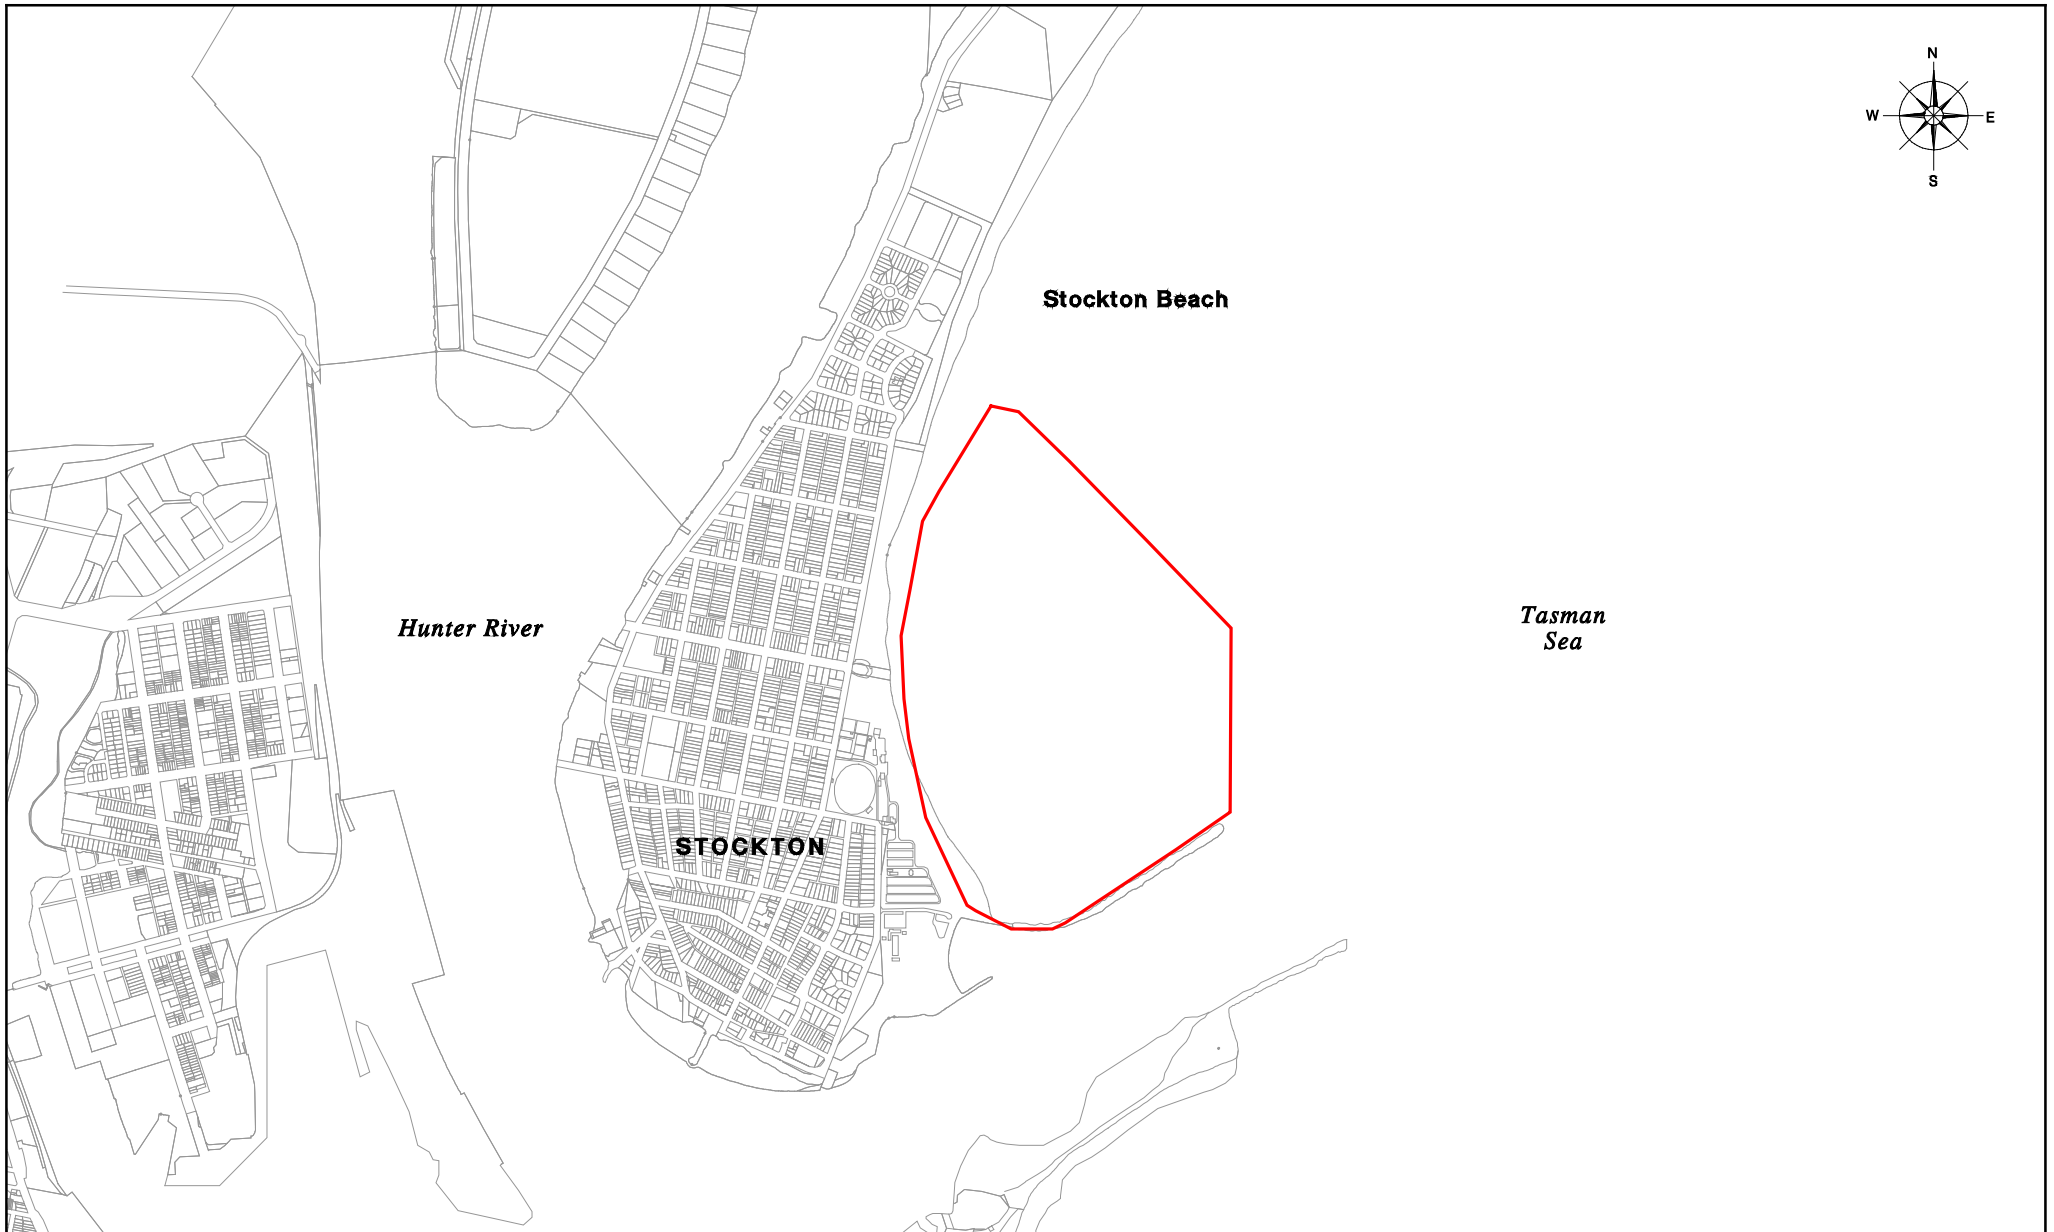 N
W
E
S
Stockton Beach
Hunter River
Tasman
Sea
STOCKTON